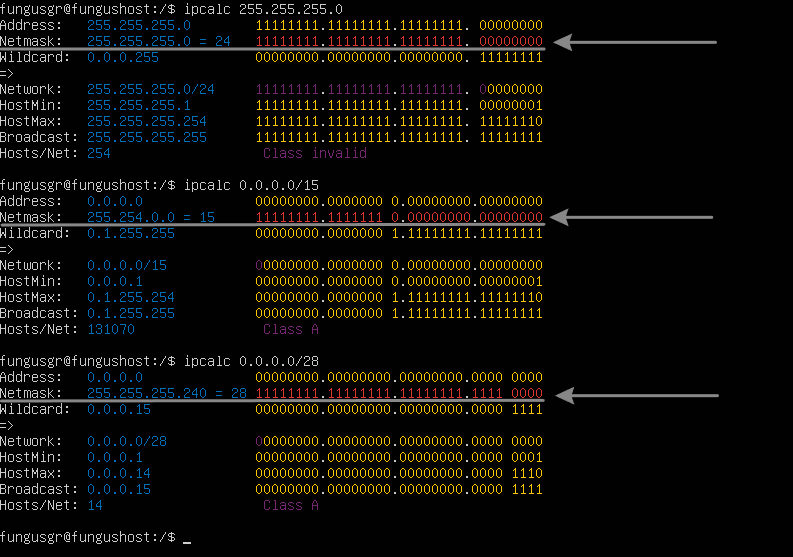 fungusgr@fungushost:/$ ipcalc 255.255.255.0
Address:   255.255.255.0         11111111.11111111.11111111. 00000000
Netmask:   255.255.255.0 = 24    11111111.11111111.11111111. 00000000
Wildcard:  0.0.0.255             00000000.00000000.00000000. 11111111
=>
Network:   255.255.255.0/24      11111111.11111111.11111111. 00000000
HostMin:   255.255.255.1         11111111.11111111.11111111. 00000001
HostMax:   255.255.255.254       11111111.11111111.11111111. 11111110
Broadcast: 255.255.255.255       11111111.11111111.11111111. 11111111
Hosts/Net: 254                    Class invalid
fungusgr@fungushost:/$ ipcalc 0.0.0.0/15
Address:   0.0.0.0               00000000.0000000 0.00000000.00000000
Netmask:   255.254.0.0 = 15      11111111.1111111 0.00000000.00000000
Wildcard:  0.1.255.255           00000000.0000000 1.11111111.11111111
=>
Network:   0.0.0.0/15            00000000.0000000 0.00000000.00000000
HostMin:   0.0.0.1               00000000.0000000 0.00000000.00000001
HostMax:   0.1.255.254           00000000.0000000 1.11111111.11111110
Broadcast: 0.1.255.255           00000000.0000000 1.11111111.11111111
Hosts/Net: 131070                 Class A
fungusgr@fungushost:/$ ipcalc 0.0.0.0/28
Address:   0.0.0.0               00000000.00000000.00000000.0000 0000
Netmask:   255.255.255.240 = 28  11111111.11111111.11111111.1111 0000
Wildcard:  0.0.0.15              00000000.00000000.00000000.0000 1111
=>
Network:   0.0.0.0/28            00000000.00000000.00000000.0000 0000
HostMin:   0.0.0.1               00000000.00000000.00000000.0000 0001
HostMax:   0.0.0.14              00000000.00000000.00000000.0000 1110
Broadcast: 0.0.0.15              00000000.00000000.00000000.0000 1111
Hosts/Net: 14                     Class A
fungusgr@fungushost:/$ _